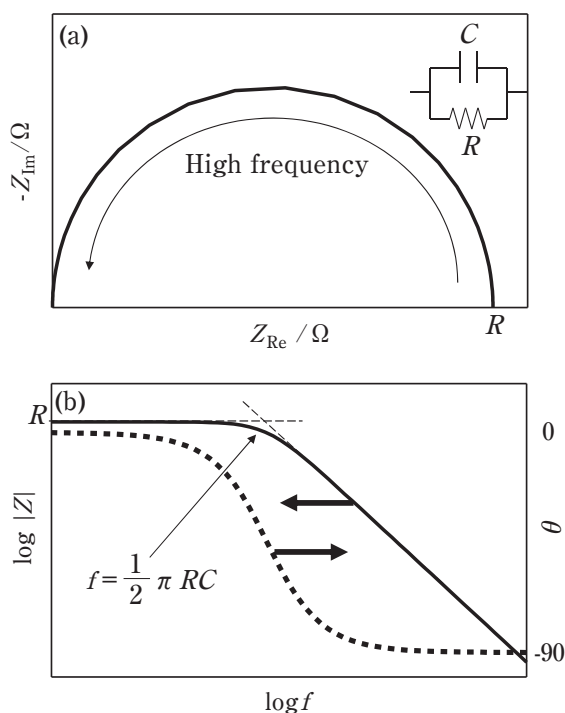 (a)
C
R
High frequency
-Z_Im/Ω
Z_Re / Ω
R
(b)
R
0
log |Z|
θ
f = 1/2 π RC
-90
log f